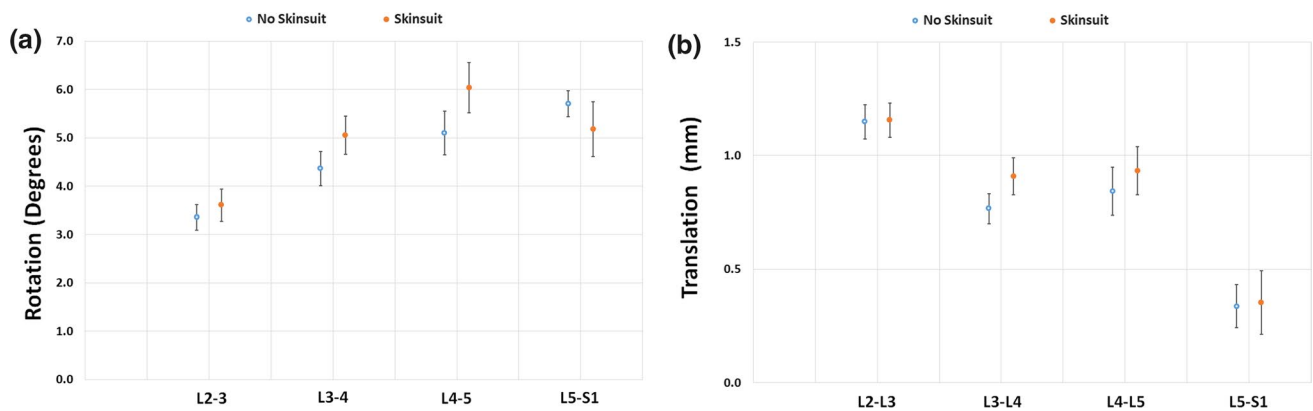 (a)
No Skinsuit Skinsuit
Rotation (Degrees)
7.0
6.0
5.0
4.0
3.0
2.0
1.0
0.0
L2-3 L3-4 L4-5 L5-S1
(b)
No Skinsuit Skinsuit
Translation (mm)
1.5
1.0
0.5
0.0
L2-L3 L3-L4 L4-L5 L5-S1